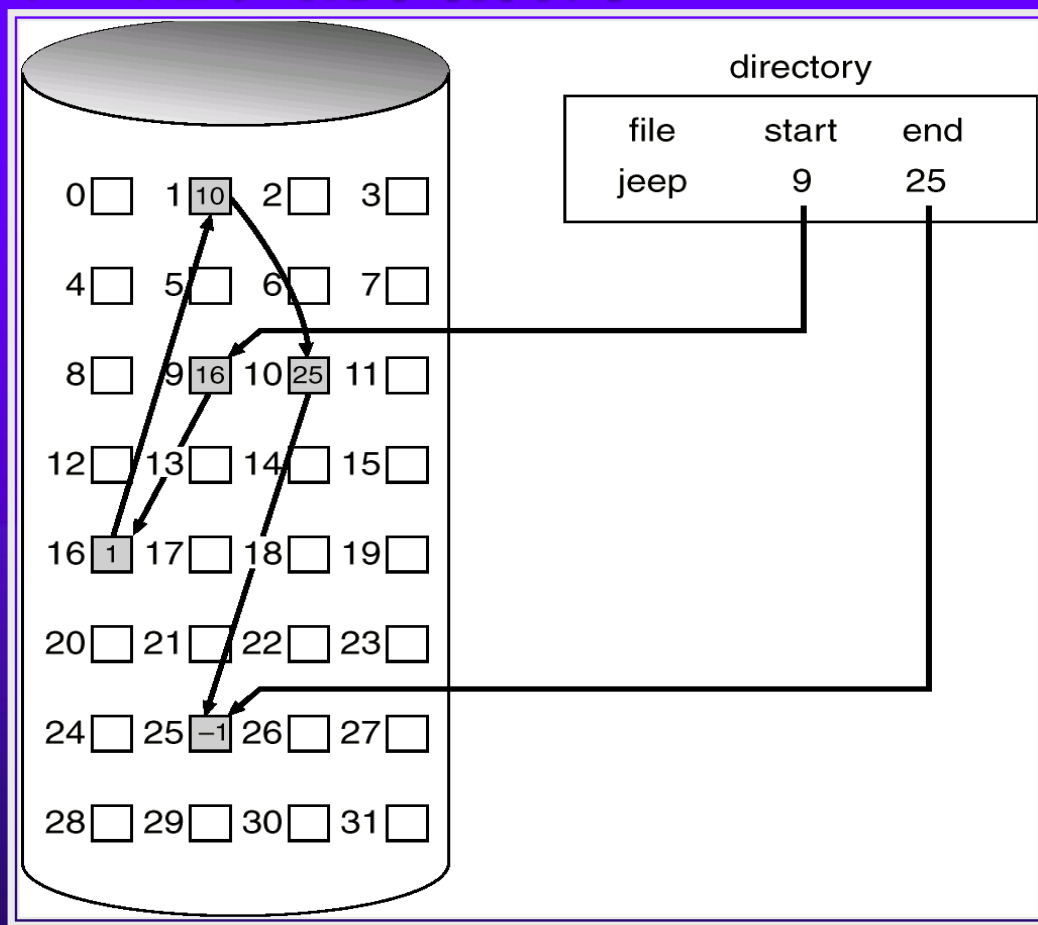 directory
file start end
jeep 9 25
0 1 10 2 3
4 5 6 7
8 9 16 10 25 11
12 13 14 15
16 1 17 18 19
20 21 22 23
24 25 –1 26 27
28 29 30 31